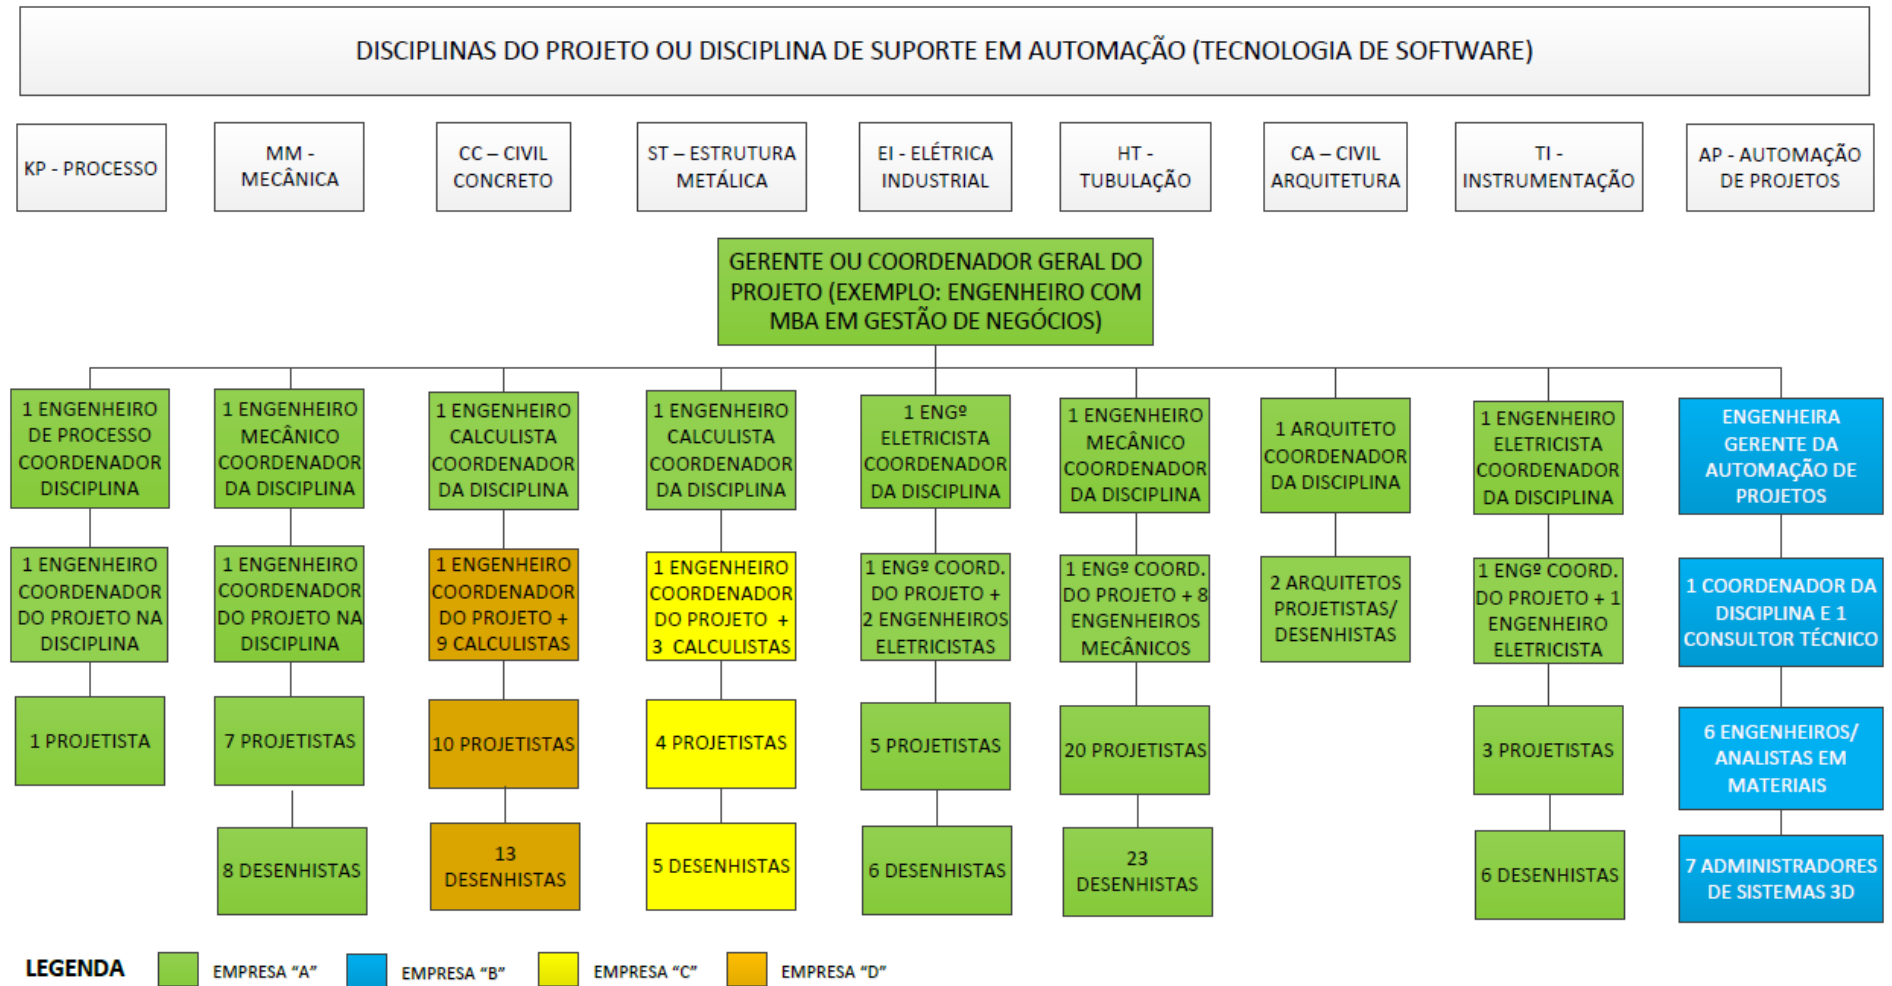 DISCIPLINAS DO PROJETO OU DISCIPLINA DE SUPORTE EM AUTOMAÇÃO (TECNOLOGIA DE SOFTWARE)
KP - PROCESSO
MM -
MECÂNICA
CC – CIVIL
CONCRETO
ST – ESTRUTURA
METÁLICA
EI - ELÉTRICA
INDUSTRIAL
HT -
TUBULAÇÃO
CA – CIVIL
ARQUITETURA
TI -
INSTRUMENTAÇÃO
AP - AUTOMAÇÃO
DE PROJETOS
GERENTE OU COORDENADOR GERAL DO
PROJETO (EXEMPLO: ENGENHEIRO COM
MBA EM GESTÃO DE NEGÓCIOS)
1 ENGENHEIRO
DE PROCESSO
COORDENADOR
DISCIPLINA
1 ENGENHEIRO
MECÂNICO
COORDENADOR
DA DISCIPLINA
1 ENGENHEIRO
CALCULISTA
COORDENADOR
DA DISCIPLINA
1 ENGENHEIRO
CALCULISTA
COORDENADOR
DA DISCIPLINA
1 ENGº
ELETRICISTA
COORDENADOR
DA DISCIPLINA
1 ENGENHEIRO
MECÂNICO
COORDENADOR
DA DISCIPLINA
1 ARQUITETO
COORDENADOR
DA DISCIPLINA
1 ENGENHEIRO
ELETRICISTA
COORDENADOR
DA DISCIPLINA
ENGENHEIRA
GERENTE DA
AUTOMAÇÃO DE
PROJETOS
1 ENGENHEIRO
COORDENADOR
DO PROJETO NA
DISCIPLINA
1 ENGENHEIRO
COORDENADOR
DO PROJETO NA
DISCIPLINA
1 ENGENHEIRO
COORDENADOR
DO PROJETO +
9 CALCULISTAS
1 ENGENHEIRO
COORDENADOR
DO PROJETO +
3 CALCULISTAS
1 ENGº COORD.
DO PROJETO +
2 ENGENHEIROS
ELETRICISTAS
1 ENGº COORD.
DO PROJETO + 8
ENGENHEIROS
MECÂNICOS
2 ARQUITETOS
PROJETISTAS/
DESENHISTAS
1 ENGº COORD.
DO PROJETO + 1
ENGENHEIRO
ELETRICISTA
1 COORDENADOR DA
DISCIPLINA E 1
CONSULTOR TÉCNICO
1 PROJETISTA
7 PROJETISTAS
10 PROJETISTAS
4 PROJETISTAS
5 PROJETISTAS
20 PROJETISTAS
3 PROJETISTAS
6 ENGENHEIROS/
ANALISTAS EM
MATERIAIS
8 DESENHISTAS
13
DESENHISTAS
5 DESENHISTAS
6 DESENHISTAS
23
DESENHISTAS
6 DESENHISTAS
7 ADMINISTRADORES
DE SISTEMAS 3D
LEGENDA
EMPRESA “A”
EMPRESA “B”
EMPRESA “C”
EMPRESA “D”